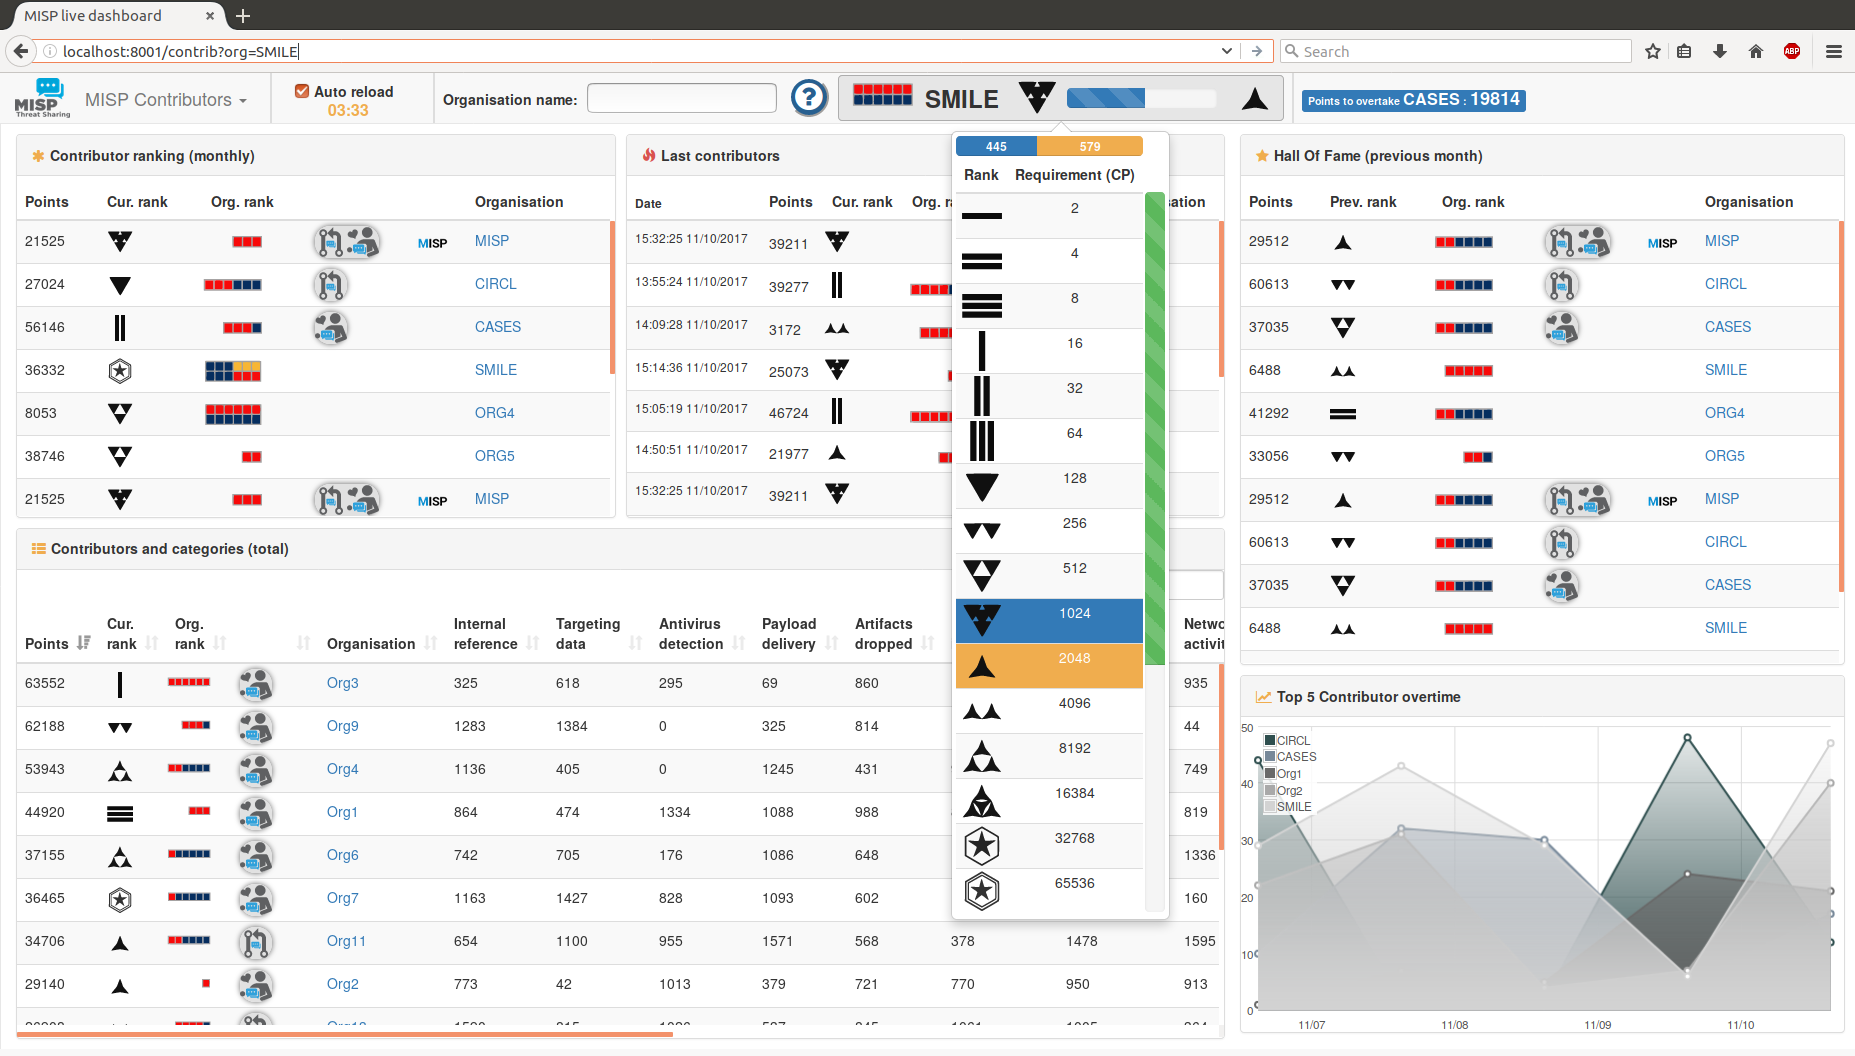 MISP live dashboard × +
localhost:8001/contrib?org=SMILE
Search
ABP
MISP
Threat Sharing
MISP Contributors
Auto reload
03:33
Organisation name:
?
SMILE
Points to overtake CASES : 19814
Contributor ranking (monthly)
Points Cur. rank Org. rank Organisation
21525 MISP MISP
27024 CIRCL
56146 CASES
36332 SMILE
8053 ORG4
38746 ORG5
21525 MISP MISP
Last contributors
Date Points Cur. rank Org. ra sation
15:32:25 11/10/2017 39211
13:55:24 11/10/2017 39277
14:09:28 11/10/2017 3172
15:14:36 11/10/2017 25073
15:05:19 11/10/2017 46724
14:50:51 11/10/2017 21977
15:32:25 11/10/2017 39211
445 579
Rank Requirement (CP)
2
4
8
16
32
64
128
256
512
1024
2048
4096
8192
16384
32768
65536
Hall Of Fame (previous month)
Points Prev. rank Org. rank Organisation
29512 MISP MISP
60613 CIRCL
37035 CASES
6488 SMILE
41292 ORG4
33056 ORG5
29512 MISP MISP
60613 CIRCL
37035 CASES
6488 SMILE
Contributors and categories (total)
Points Cur. rank Org. rank Organisation Internal reference Targeting data Antivirus detection Payload delivery Artifacts dropped Netwo activit
63552 Org3 325 618 295 69 860 935
62188 Org9 1283 1384 0 325 814 44
53943 Org4 1136 405 0 1245 431 749
44920 Org1 864 474 1334 1088 988 819
37155 Org6 742 705 176 1086 648 1336
36465 Org7 1163 1427 828 1093 602 160
34706 Org11 654 1100 955 1571 568 378 1478 1595
29140 Org2 773 42 1013 379 721 770 950 913
Top 5 Contributor overtime
CIRCL
CASES
Org1
Org2
SMILE
50
40
30
20
10
0
11/07 11/08 11/09 11/10